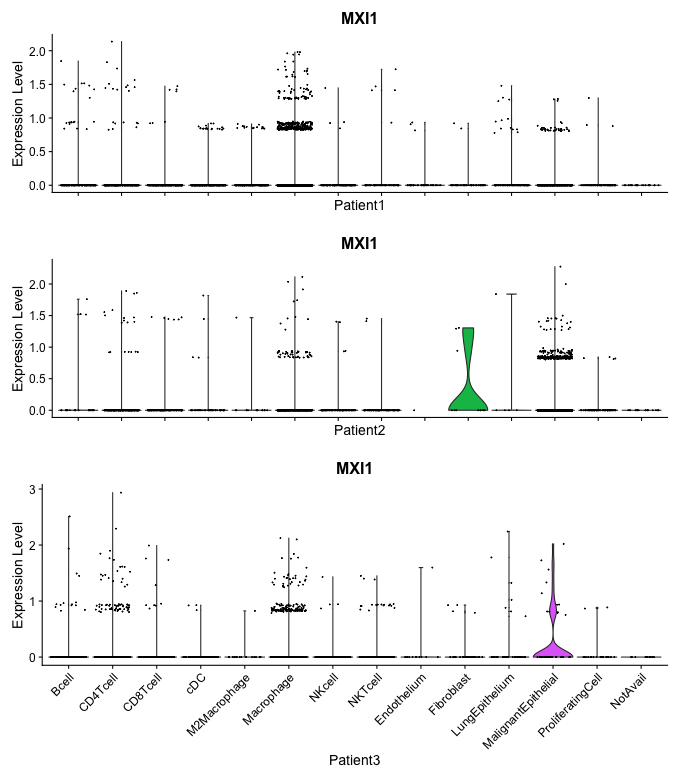 MXI1
Expression Level
2.0
1.5
1.0
0.5
0.0
Patient1
MXI1
Expression Level
2.0
1.5
1.0
0.5
0.0
Patient2
MXI1
Expression Level
3
2
1
0
Bcell
CD4Tcell
CD8Tcell
cDC
M2Macrophage
Macrophage
NKcell
NKTcell
Endothelium
Fibroblast
LungEpithelium
MalignantEpithelial
ProliferatingCell
NotAvail
Patient3